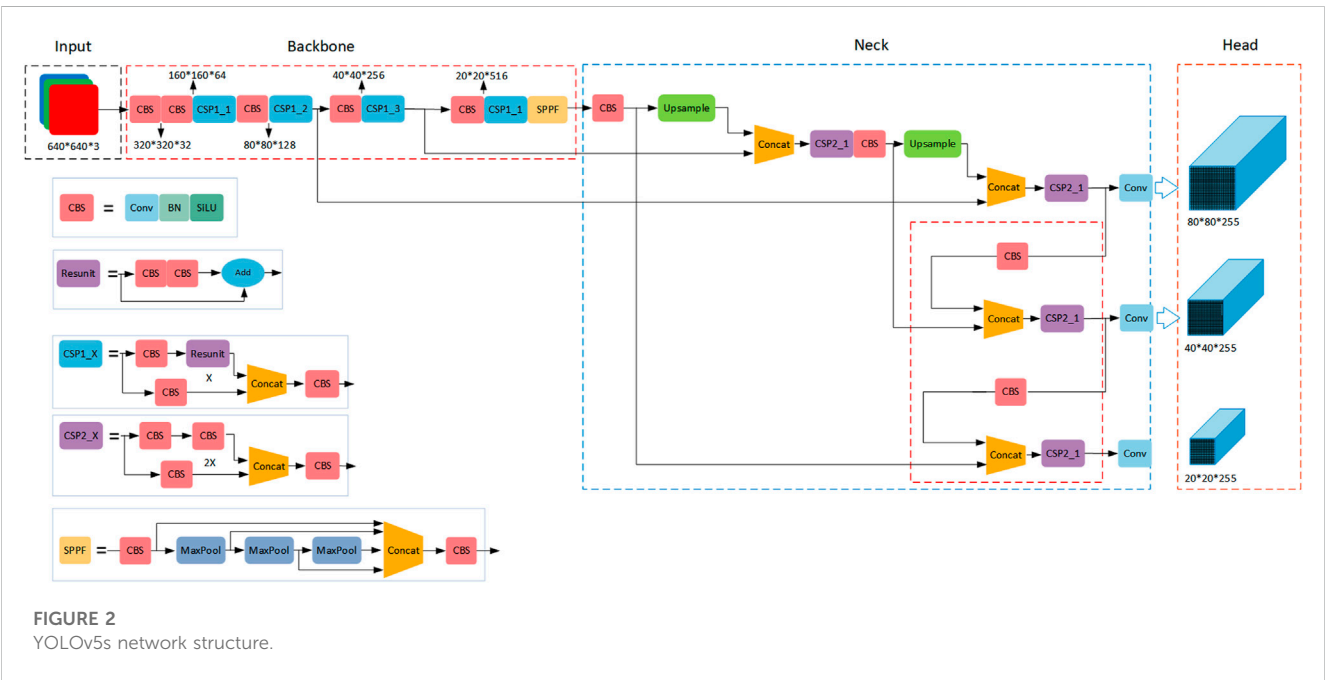 Input
Backbone
Neck
Head
160*160*64
40*40*256
20*20*516
CBS CBS CSP1_1 CBS CSP1_2 CBS CSP1_3 CBS CSP1_1 SPPF CBS Upsample
640*640*3
320*320*32
80*80*128
Concat CSP2_1 CBS Upsample
Concat CSP2_1 Conv
80*80*255
CBS
Concat CSP2_1 Conv
40*40*255
CBS
Concat CSP2_1 Conv
20*20*255
CBS = Conv BN SILU
Resunit = CBS CBS Add
CSP1_X = CBS Resunit
X
CBS
Concat CBS
CSP2_X = CBS CBS
2X
CBS
Concat CBS
SPPF = CBS MaxPool MaxPool MaxPool Concat CBS
FIGURE 2
YOLOv5s network structure.